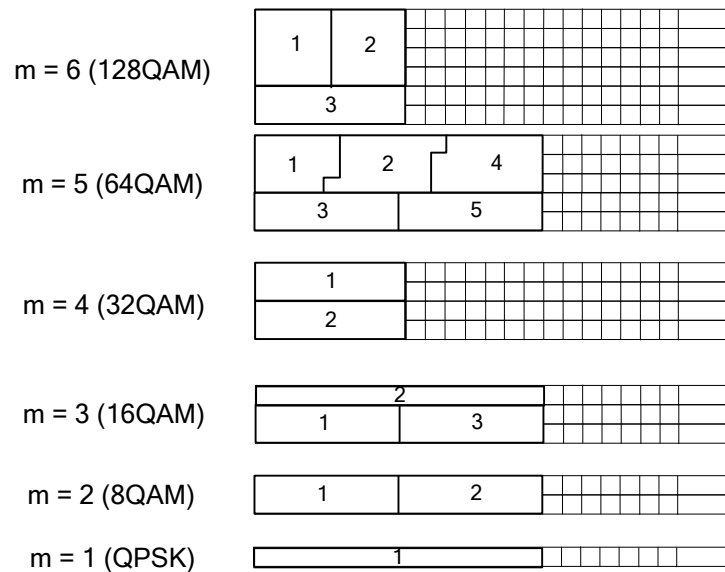 1 2
m = 6 (128QAM)
3
1 2 4
m = 5 (64QAM)
3 5
1
m = 4 (32QAM)
2
2
m = 3 (16QAM)
1 3
m = 2 (8QAM) 1 2
m = 1 (QPSK) 1